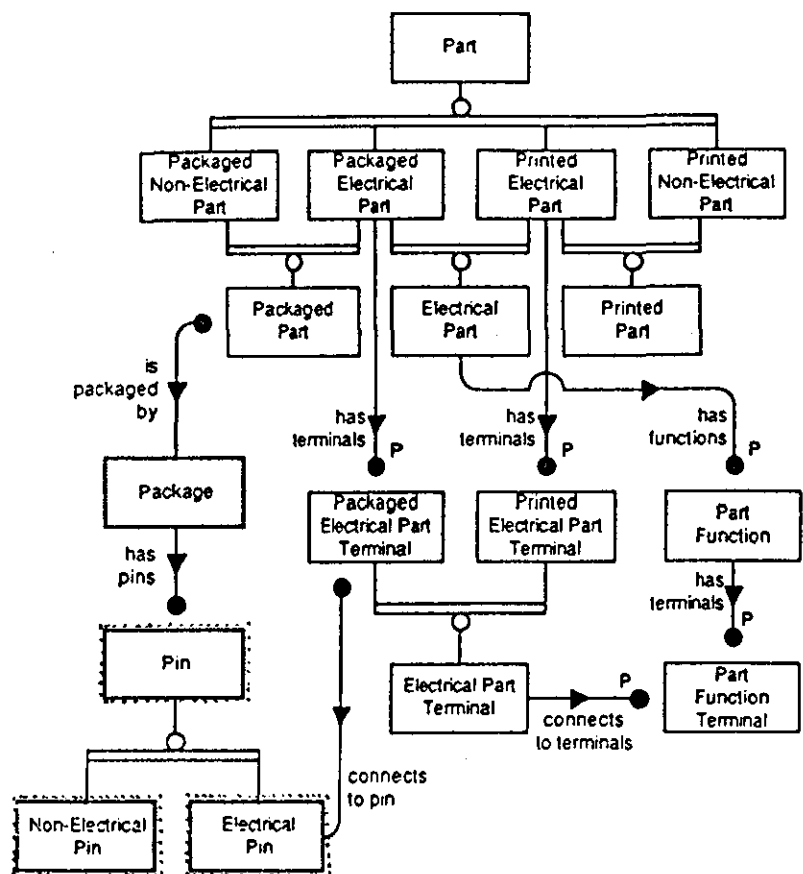 Part
Packaged
Non-Electrical
Part
Packaged
Electrical
Part
Printed
Electrical
Part
Printed
Non-Electrical
Part
Packaged
Part
Electrical
Part
Printed
Part
is
packaged
by
has
terminals
P
has
terminals
P
has
functions
P
Package
Packaged
Electrical Part
Terminal
Printed
Electrical Part
Terminal
Part
Function
has
pins
has
terminals
P
Pin
Electrical Part
Terminal
P
connects
to terminals
Part
Function
Terminal
connects
to pin
Non-Electrical
Pin
Electrical
Pin